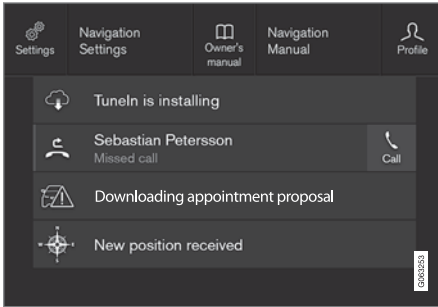 Settings
Navigation
Settings
Owner's
manual
Navigation
Manual
Profile
TuneIn is installing
Sebastian Petersson
Missed call
Call
Downloading appointment proposal
New position received
G063253